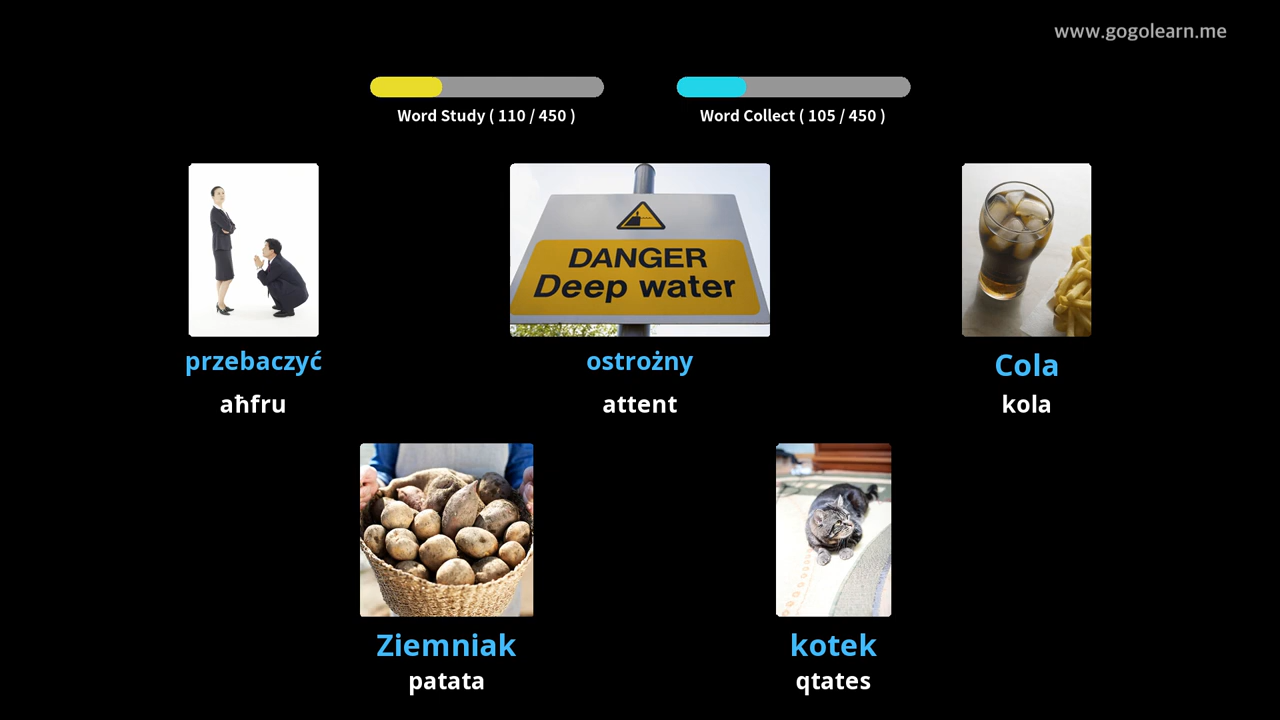 www.gogolearn.me
Word Study ( 110 / 450 )
Word Collect ( 105 / 450 )
DANGER
Deep water
przebaczyć
ostrożny
Cola
aħfru
attent
kola
Ziemniak
kotek
patata
qtates